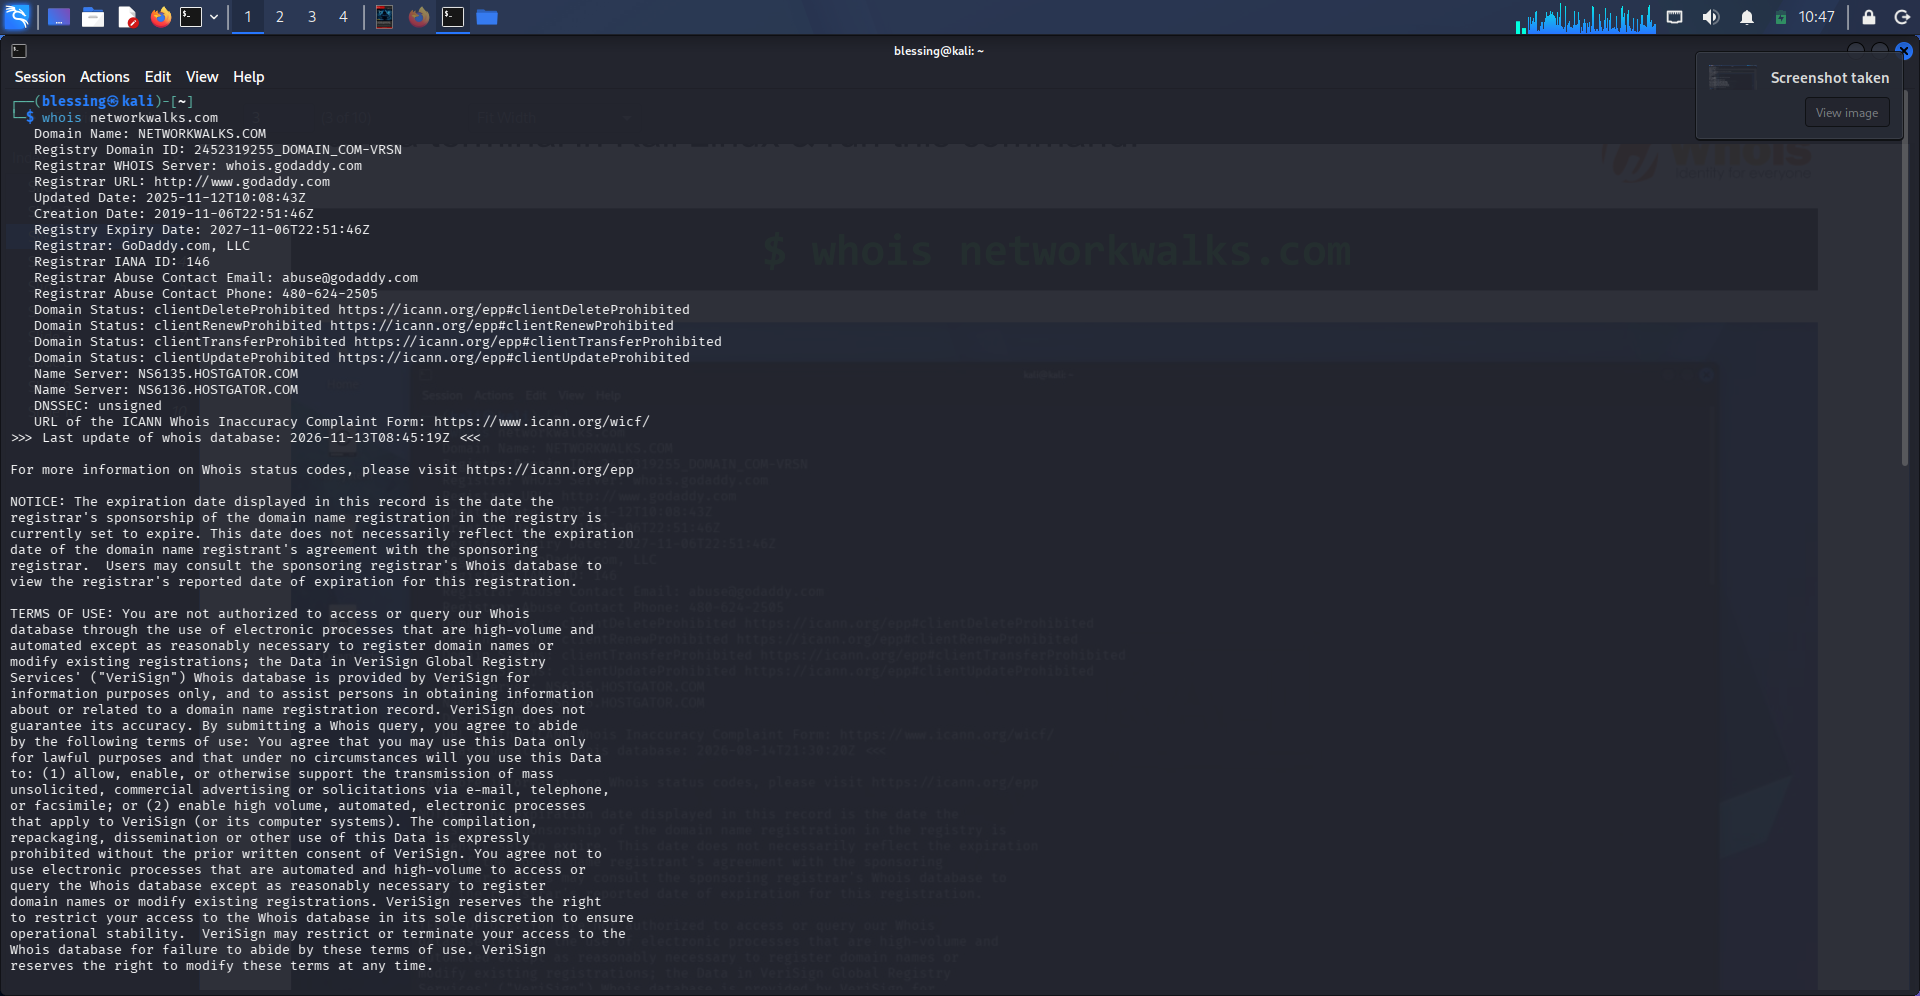 1 2 3 4 10:47
blessing@kali: ~
Session Actions Edit View Help
Screenshot taken
View image
(blessing㉿kali)-[~]
$ whois networkwalks.com
Domain Name: NETWORKWALKS.COM
Registry Domain ID: 2452319255_DOMAIN_COM-VRSN
Registrar WHOIS Server: whois.godaddy.com
Registrar URL: http://www.godaddy.com
Updated Date: 2025-11-12T10:08:43Z
Creation Date: 2019-11-06T22:51:46Z
Registry Expiry Date: 2027-11-06T22:51:46Z
Registrar: GoDaddy.com, LLC
Registrar IANA ID: 146
Registrar Abuse Contact Email: abuse@godaddy.com
Registrar Abuse Contact Phone: 480-624-2505
Domain Status: clientDeleteProhibited https://icann.org/epp#clientDeleteProhibited
Domain Status: clientRenewProhibited https://icann.org/epp#clientRenewProhibited
Domain Status: clientTransferProhibited https://icann.org/epp#clientTransferProhibited
Domain Status: clientUpdateProhibited https://icann.org/epp#clientUpdateProhibited
Name Server: NS6135.HOSTGATOR.COM
Name Server: NS6136.HOSTGATOR.COM
DNSSEC: unsigned
URL of the ICANN Whois Inaccuracy Complaint Form: https://www.icann.org/wicf/
>>> Last update of whois database: 2026-11-13T08:45:19Z <<<
For more information on Whois status codes, please visit https://icann.org/epp
NOTICE: The expiration date displayed in this record is the date the
registrar's sponsorship of the domain name registration in the registry is
currently set to expire. This date does not necessarily reflect the expiration
date of the domain name registrant's agreement with the sponsoring
registrar.  Users may consult the sponsoring registrar's Whois database to
view the registrar's reported date of expiration for this registration.
TERMS OF USE: You are not authorized to access or query our Whois
database through the use of electronic processes that are high-volume and
automated except as reasonably necessary to register domain names or
modify existing registrations; the Data in VeriSign Global Registry
Services' ("VeriSign") Whois database is provided by VeriSign for
information purposes only, and to assist persons in obtaining information
about or related to a domain name registration record. VeriSign does not
guarantee its accuracy. By submitting a Whois query, you agree to abide
by the following terms of use: You agree that you may use this Data only
for lawful purposes and that under no circumstances will you use this Data
to: (1) allow, enable, or otherwise support the transmission of mass
unsolicited, commercial advertising or solicitations via e-mail, telephone,
or facsimile; or (2) enable high volume, automated, electronic processes
that apply to VeriSign (or its computer systems). The compilation,
repackaging, dissemination or other use of this Data is expressly
prohibited without the prior written consent of VeriSign. You agree not to
use electronic processes that are automated and high-volume to access or
query the Whois database except as reasonably necessary to register
domain names or modify existing registrations. VeriSign reserves the right
to restrict your access to the Whois database in its sole discretion to ensure
operational stability.  VeriSign may restrict or terminate your access to the
Whois database for failure to abide by these terms of use. VeriSign
reserves the right to modify these terms at any time.
$ whois networkwalks.com